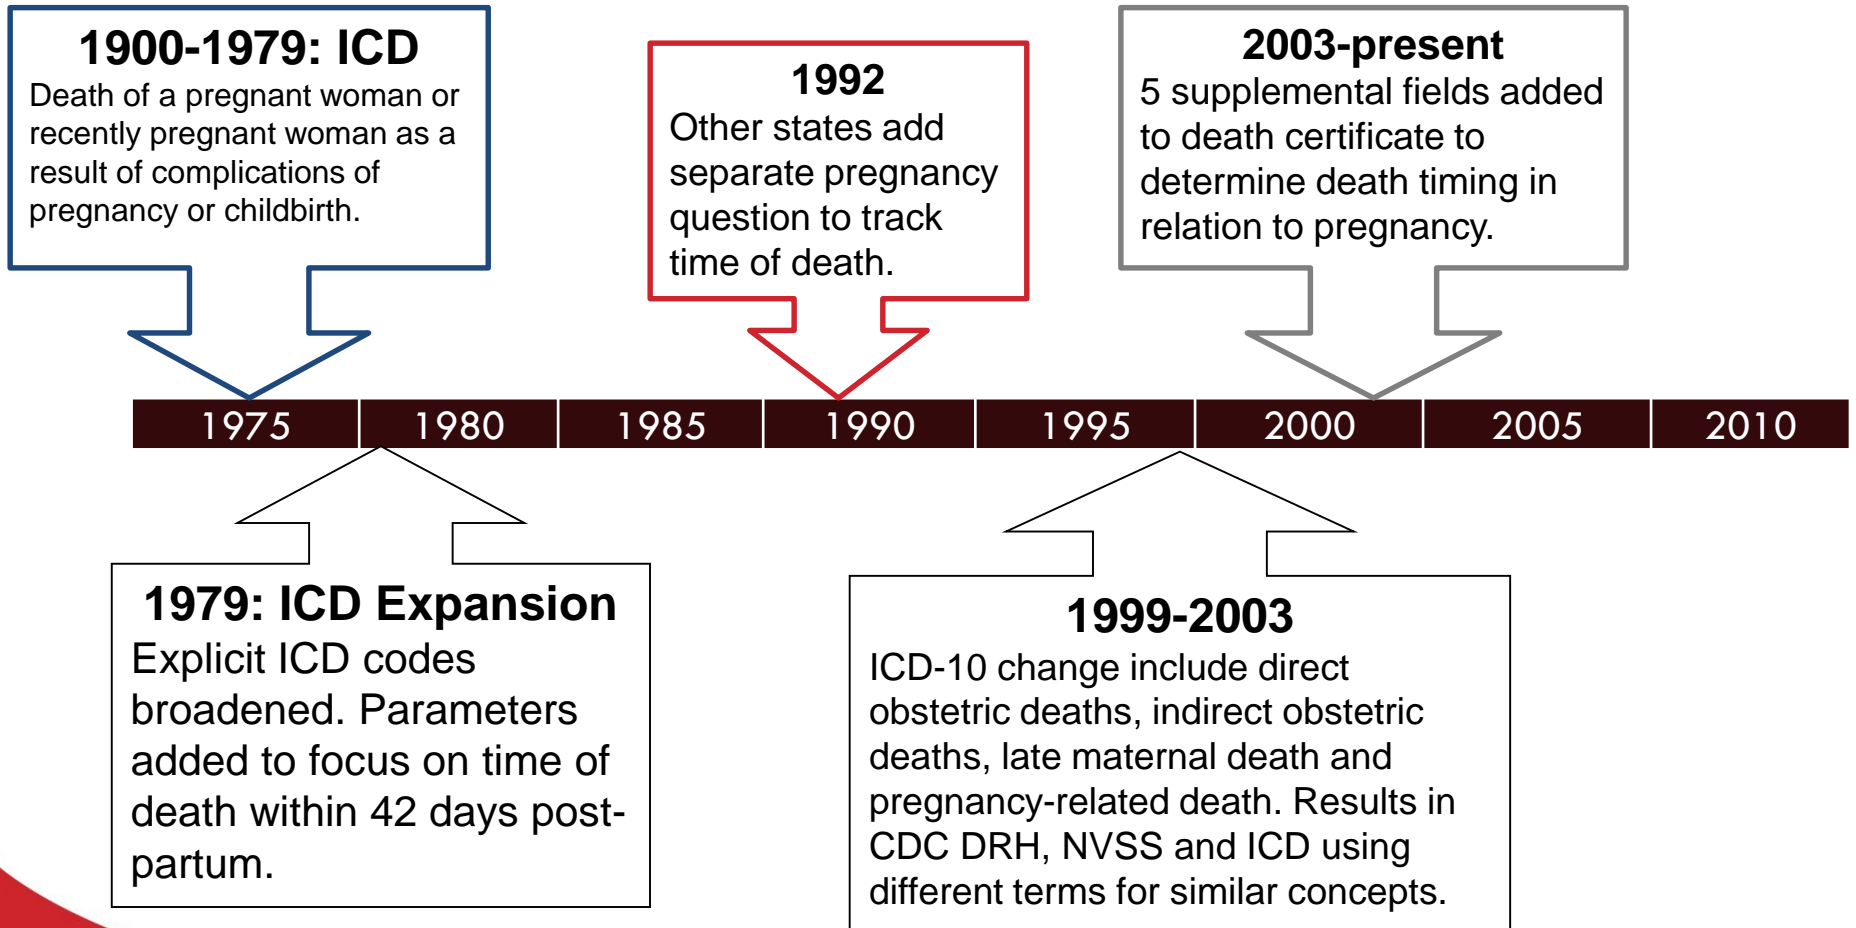 1900-1979: ICD
Death of a pregnant woman or
recently pregnant woman as a
result of complications of
pregnancy or childbirth.
1992
Other states add
separate pregnancy
question to track
time of death.
2003-present
5 supplemental fields added
to death certificate to
determine death timing in
relation to pregnancy.
1975 1980 1985 1990 1995 2000 2005 2010
1979: ICD Expansion
Explicit ICD codes
broadened. Parameters
added to focus on time of
death within 42 days post-
partum.
1999-2003
ICD-10 change include direct
obstetric deaths, indirect obstetric
deaths, late maternal death and
pregnancy-related death. Results in
CDC DRH, NVSS and ICD using
different terms for similar concepts.